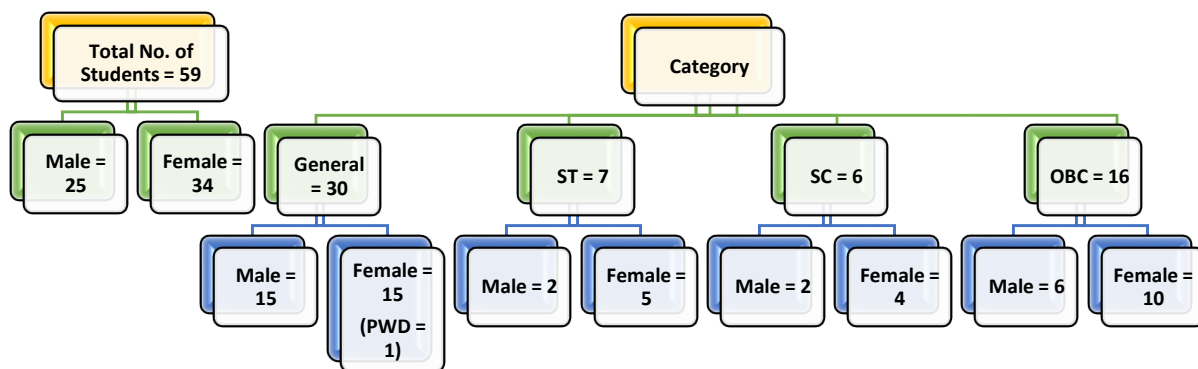 Total No. of
Students = 59
Category
Male =
25
Female =
34
General
= 30
ST = 7
SC = 6
OBC = 16
Male =
15
Female =
15
(PWD =
1)
Male = 2
Female =
5
Male = 2
Female =
4
Male = 6
Female =
10